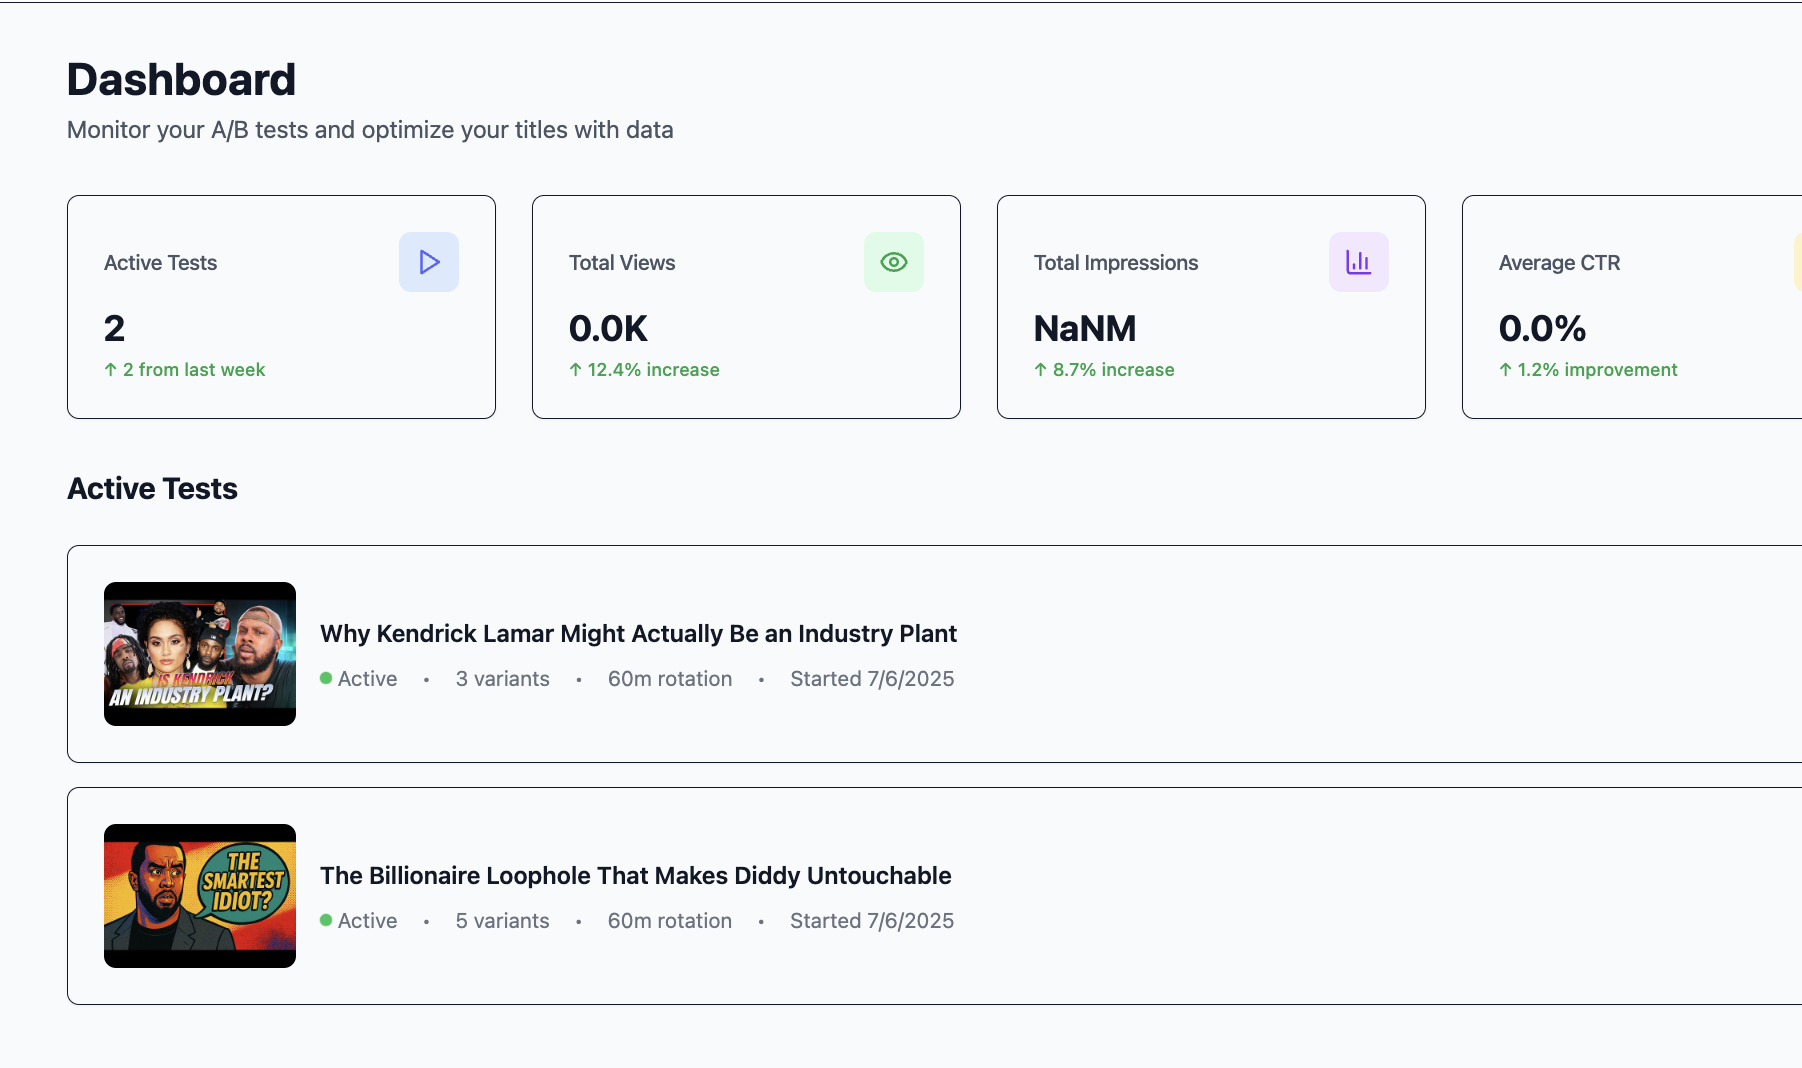 Dashboard
Monitor your A/B tests and optimize your titles with data
Active Tests
2
↑ 2 from last week
Total Views
0.0K
↑ 12.4% increase
Total Impressions
NaNM
↑ 8.7% increase
Average CTR
0.0%
↑ 1.2% improvement
Active Tests
IS KENDRICK
AN INDUSTRY PLANT?
Why Kendrick Lamar Might Actually Be an Industry Plant
Active • 3 variants • 60m rotation • Started 7/6/2025
THE
SMARTEST
IDIOT?
The Billionaire Loophole That Makes Diddy Untouchable
Active • 5 variants • 60m rotation • Started 7/6/2025